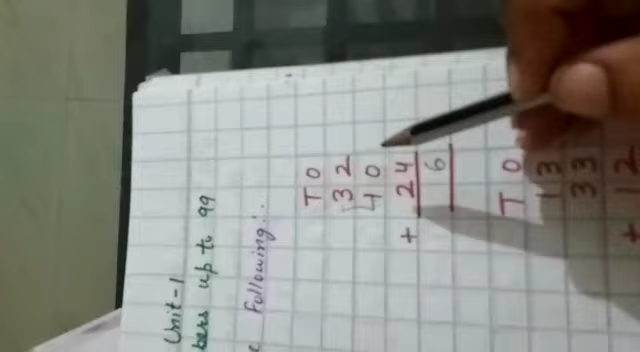 Unit-1
up to 99
following:-
T O
3 2
4 0
+ 2 4
6
T O
1 3
3 3
+ 1 2